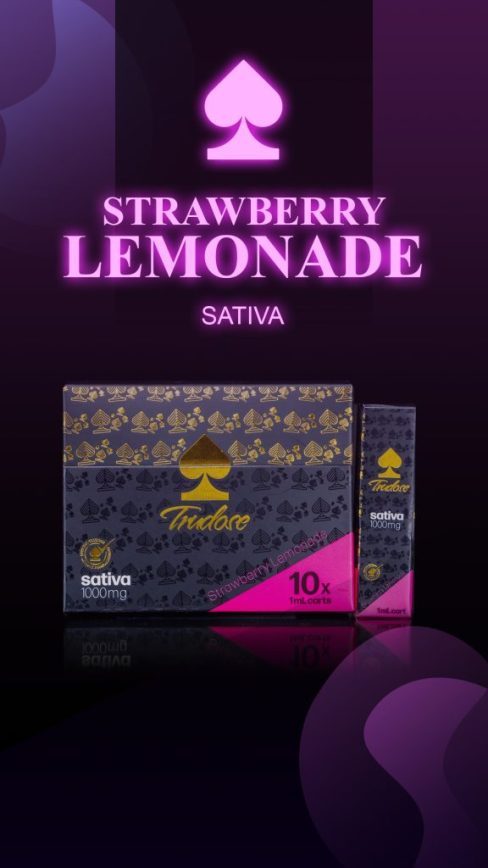 STRAWBERRY
LEMONADE
SATIVA
Trudose
sativa
1000mg
Strawberry Lemonade
10x
1mL carts
Trudose
sativa
1000mg
1mL cart